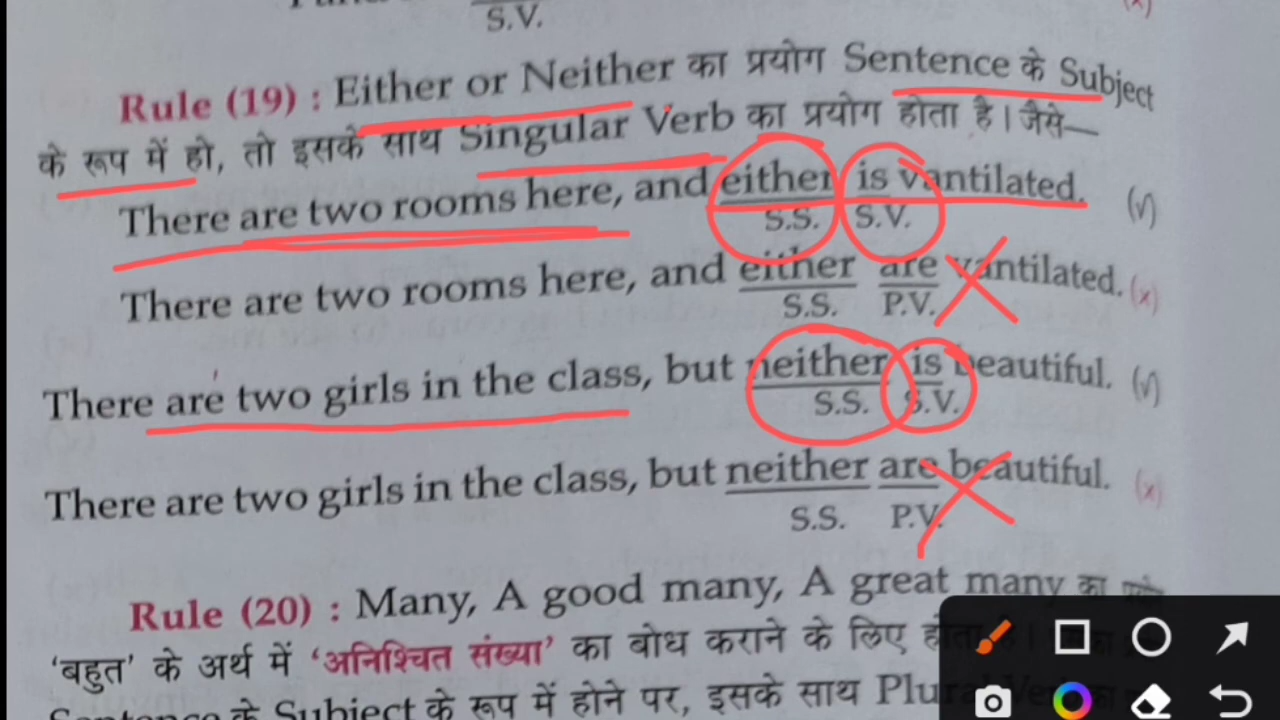 S.V.
Rule (19) : Either or Neither का प्रयोग Sentence के Subject
के रूप में हो, तो इसके साथ Singular Verb का प्रयोग होता है। जैसे—
There are two rooms here, and either is vantilated. (√)
S.S. S.V.
There are two rooms here, and either are vantilated. (x)
S.S. P.V.
There are two girls in the class, but neither is beautiful. (√)
S.S. S.V.
There are two girls in the class, but neither are beautiful. (x)
S.S. P.V.
Rule (20) : Many, A good many, A great many का
'बहुत' के अर्थ में 'अनिश्चित संख्या' का बोध कराने के लिए
Sentence के Subject के रूप में होने पर, इसके साथ